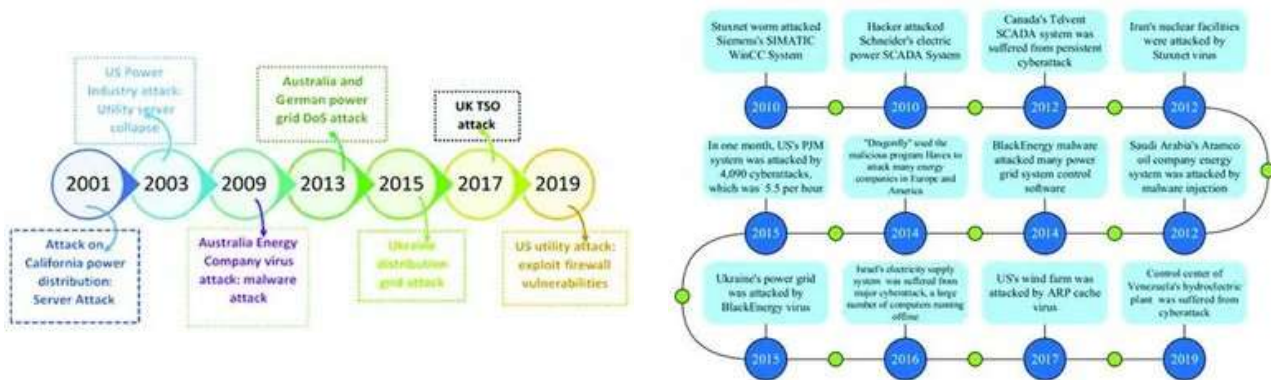 US Power
Industry attack:
Utility server
collapse
Australia and
German power
grid DoS attack
UK TSO
attack
2001
2003
2009
2013
2015
2017
2019
Attack on
California power
distribution:
Server Attack
Australia Energy
Company virus
attack: malware
attack
Ukraine
distribution
grid attack
US utility attack:
exploit firewall
vulnerabilities
Stuxnet worm attacked
Siemens's SIMATIC
WinCC System
Hacker attacked
Schneider's electric
power SCADA System
Canada's Telvent
SCADA system was
suffered from persistent
cyberattack
Iran's nuclear facilities
were attacked by
Stuxnet virus
2010
2010
2012
2012
In one month, US's PJM
system was attacked by
4,090 cyberattacks,
which was 5.5 per hour
"Dragonfly" used the
malicious program Havex to
attack many energy
companies in Europe and
America
BlackEnergy malware
attacked many power
grid system control
software
Saudi Arabia's Aramco
oil company energy
system was attacked by
malware injection
2015
2014
2014
2012
Ukraine's power grid
was attacked by
BlackEnergy virus
Israel's electricity supply
system was suffered from
major cyberattack, a large
number of computers running
offline
US's wind farm was
attacked by ARP cache
virus
Control center of
Venezuela's hydroelectric
plant was suffered from
cyberattack
2015
2016
2017
2019